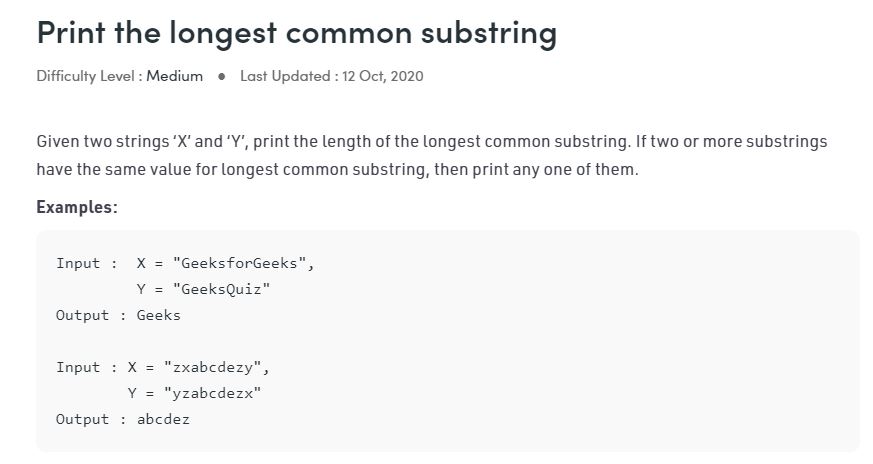 Print the longest common substring
Difficulty Level : Medium ● Last Updated : 12 Oct, 2020
Given two strings ‘X’ and ‘Y’, print the length of the longest common substring. If two or more substrings
have the same value for longest common substring, then print any one of them.
Examples:
Input :  X = "GeeksforGeeks",
Y = "GeeksQuiz"
Output : Geeks
Input : X = "zxabcdezy",
Y = "yzabcdezx"
Output : abcdez